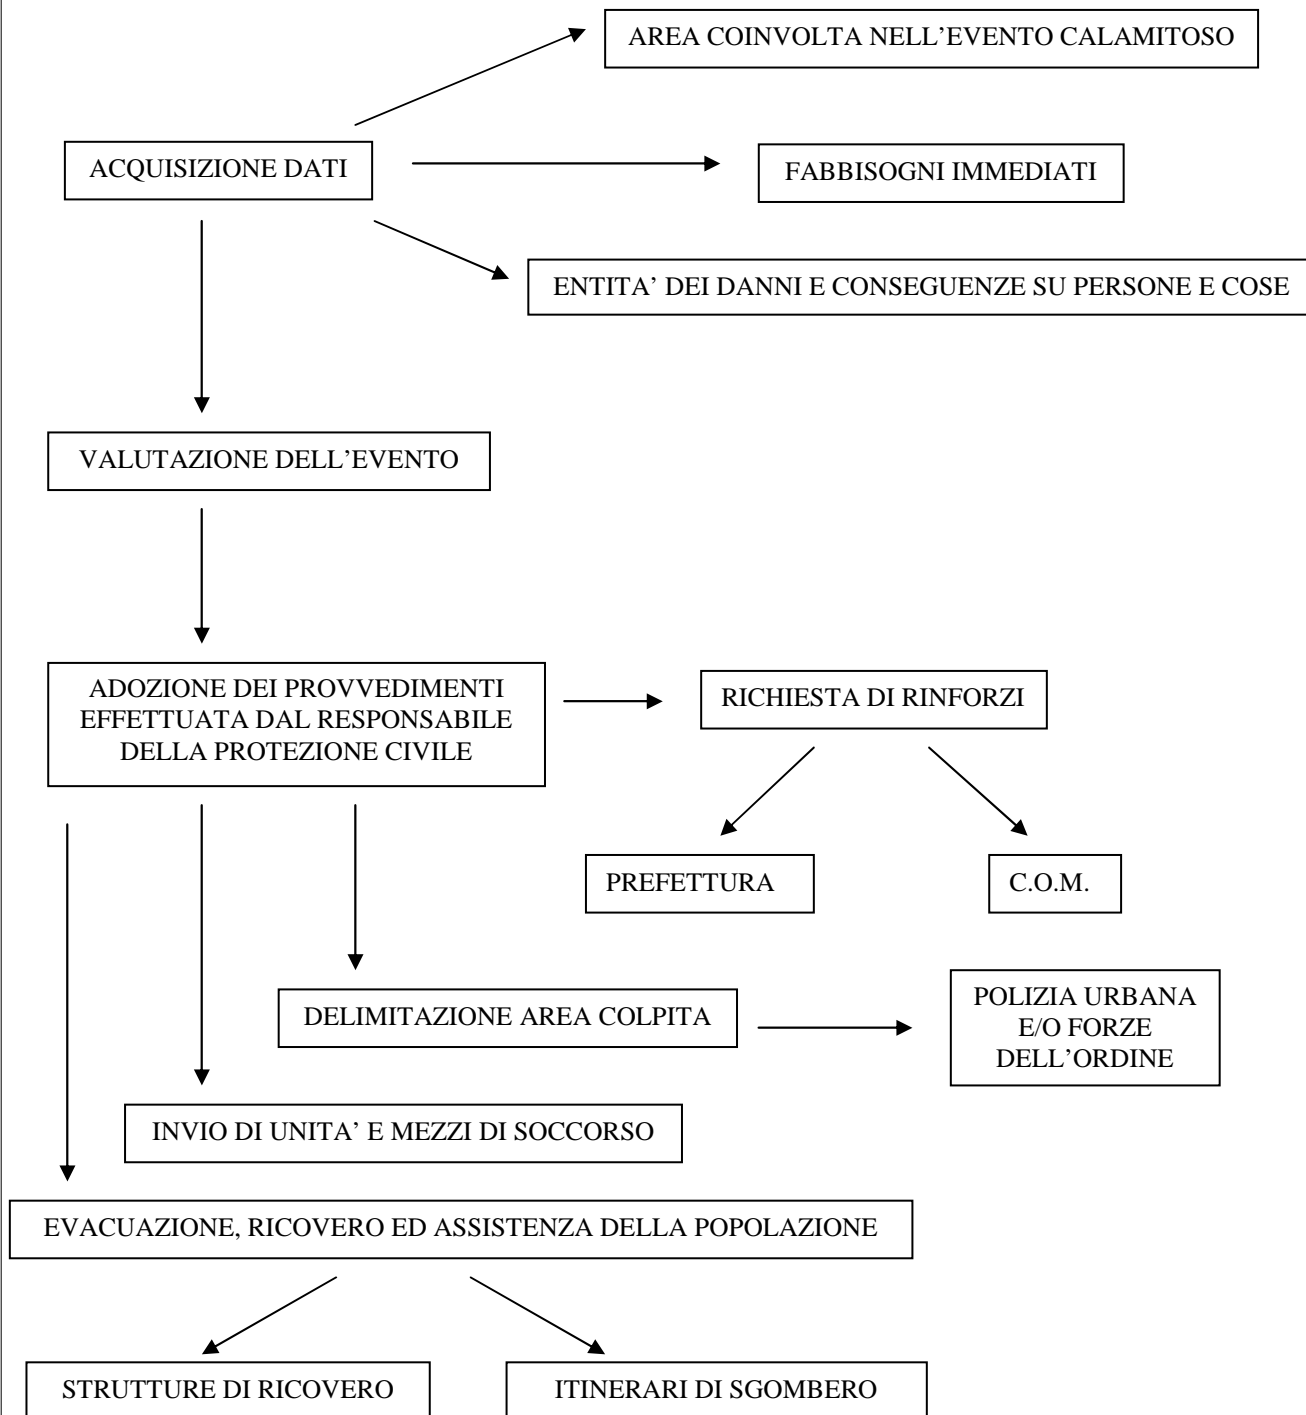 AREA COINVOLTA NELL’EVENTO CALAMITOSO
ACQUISIZIONE DATI
FABBISOGNI IMMEDIATI
ENTITA’ DEI DANNI E CONSEGUENZE SU PERSONE E COSE
VALUTAZIONE DELL’EVENTO
ADOZIONE DEI PROVVEDIMENTI
EFFETTUATA DAL RESPONSABILE
DELLA PROTEZIONE CIVILE
RICHIESTA DI RINFORZI
PREFETTURA
C.O.M.
DELIMITAZIONE AREA COLPITA
POLIZIA URBANA
E/O FORZE
DELL’ORDINE
INVIO DI UNITA’ E MEZZI DI SOCCORSO
EVACUAZIONE, RICOVERO ED ASSISTENZA DELLA POPOLAZIONE
STRUTTURE DI RICOVERO
ITINERARI DI SGOMBERO